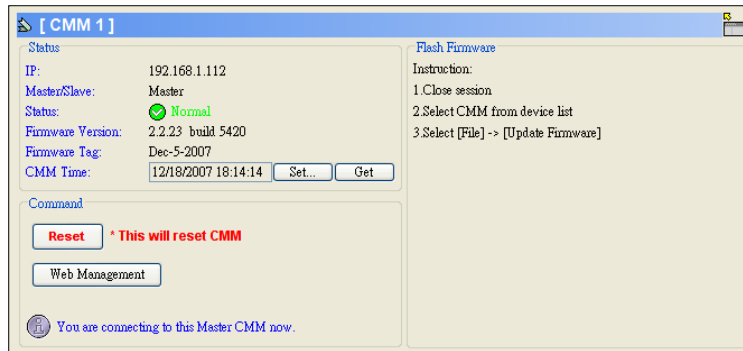 [ CMM 1 ]
Status
IP: 192.168.1.112
Master/Slave: Master
Status: Normal
Firmware Version: 2.2.23 build 5420
Firmware Tag: Dec-5-2007
CMM Time: 12/18/2007 18:14:14 Set... Get
Command
Reset * This will reset CMM
Web Management
You are connecting to this Master CMM now.
Flash Firmware
Instruction:
1.Close session
2.Select CMM from device list
3.Select [File] -> [Update Firmware]